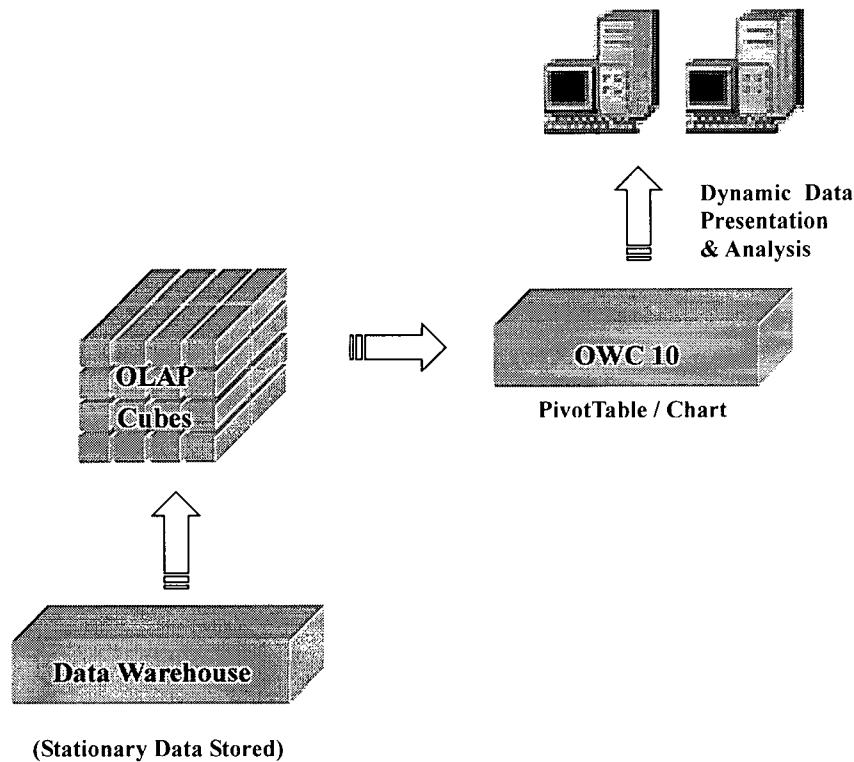 Dynamic Data
Presentation
& Analysis
OLAP
Cubes
OWC 10
PivotTable / Chart
Data Warehouse
(Stationary Data Stored)